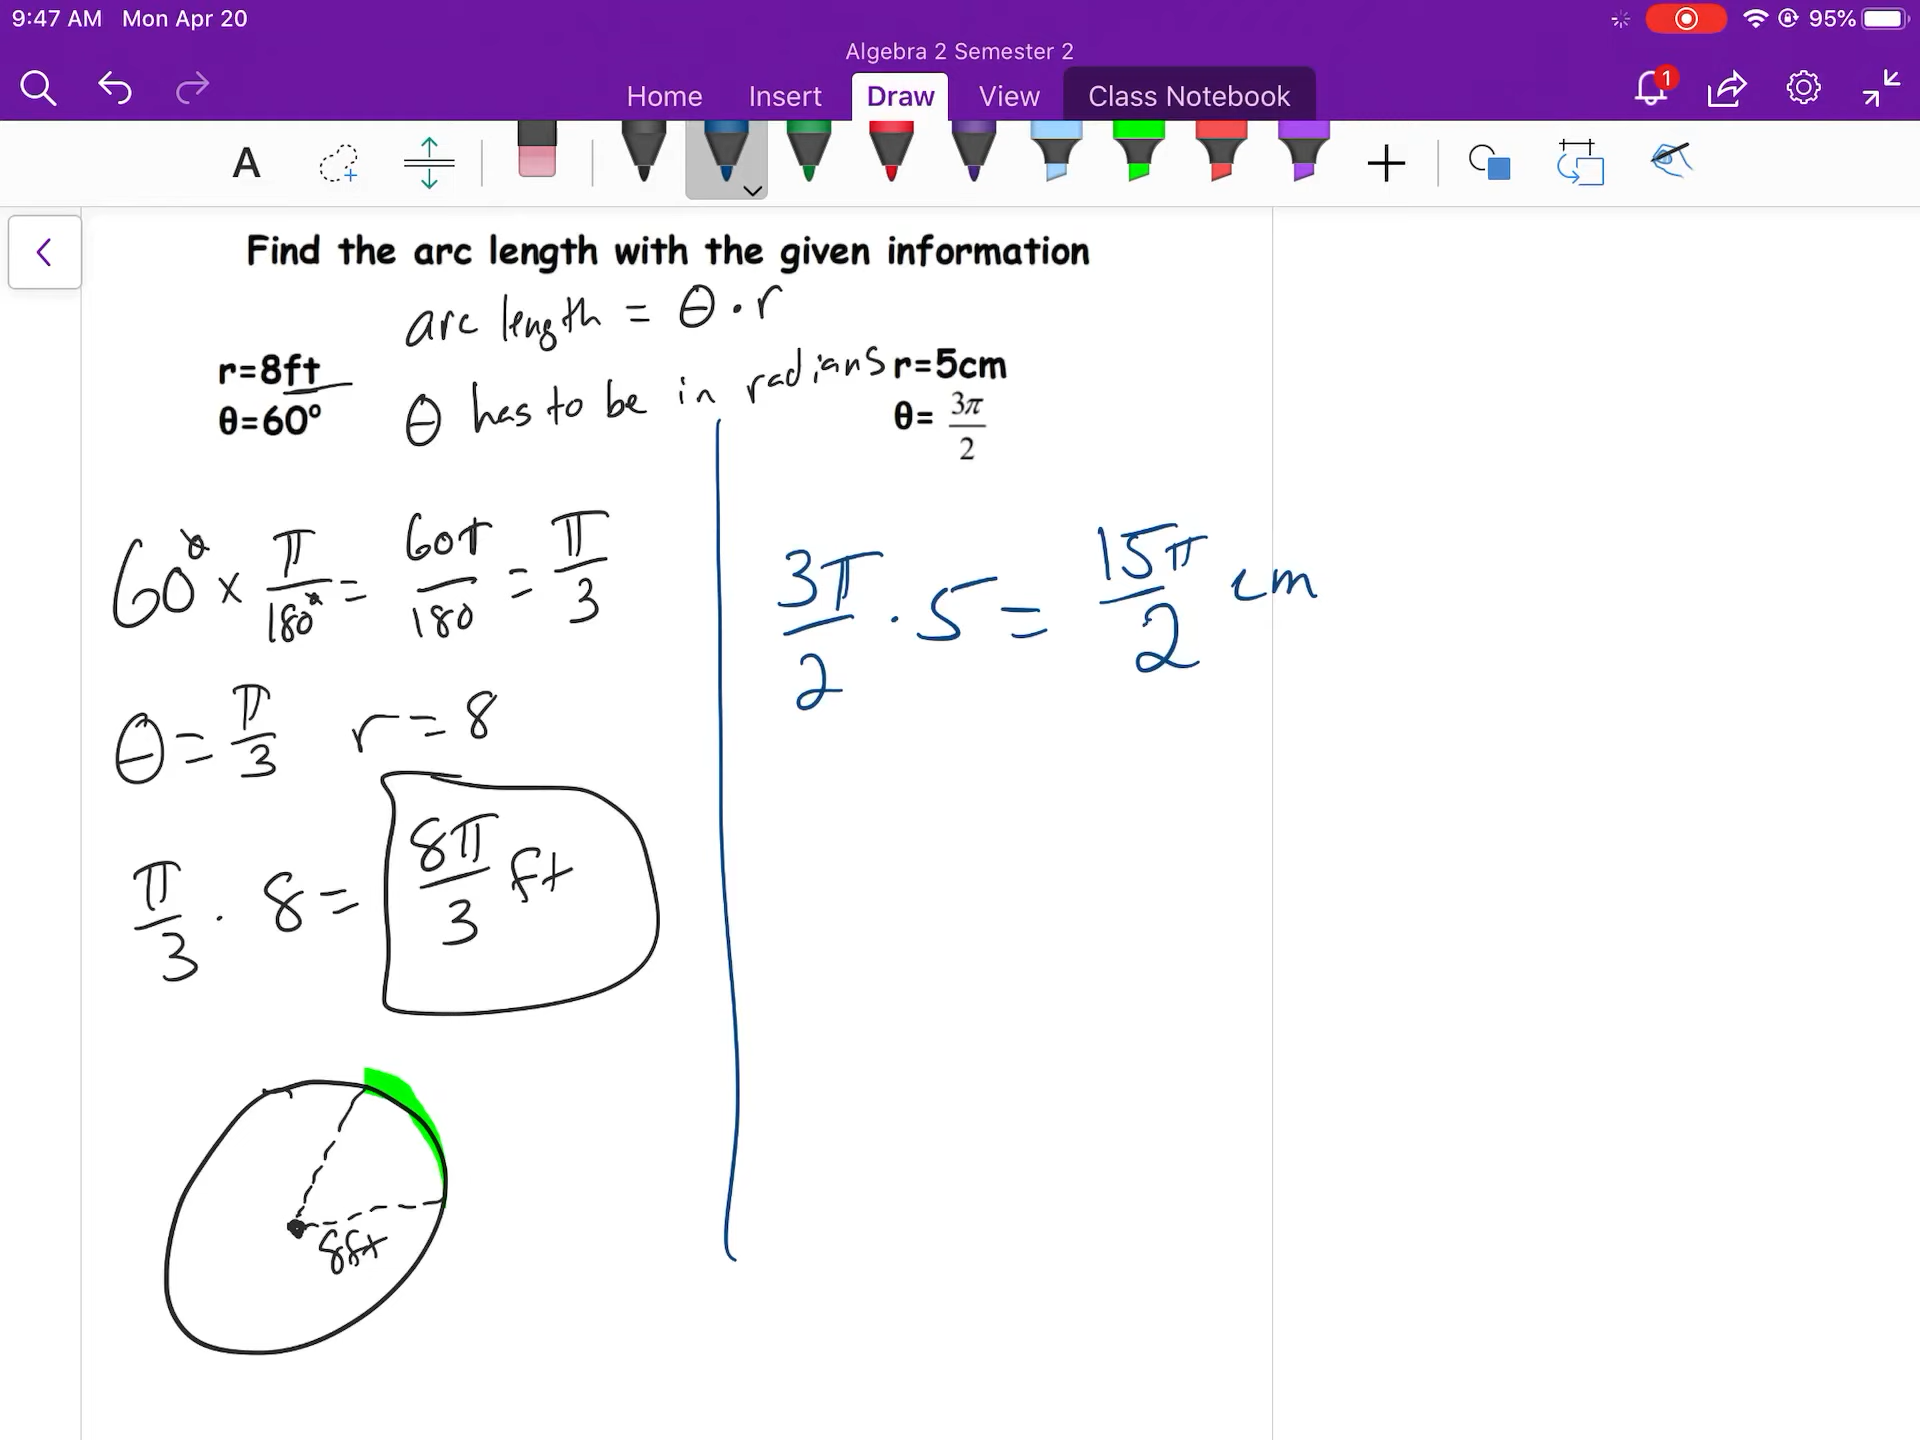 9:47 AM Mon Apr 20
95%
Algebra 2 Semester 2
Home Insert Draw View Class Notebook
1
A
Find the arc length with the given information
arc length = θ · r
r=8ft
θ=60°
θ has to be in radians
r=5cm
θ= 3π/2
60° x π/180° = 60π/180 = π/3
θ = π/3 r = 8
π/3 · 8 = 8π/3 ft
8ft
3π/2 · 5 = 15π/2 cm